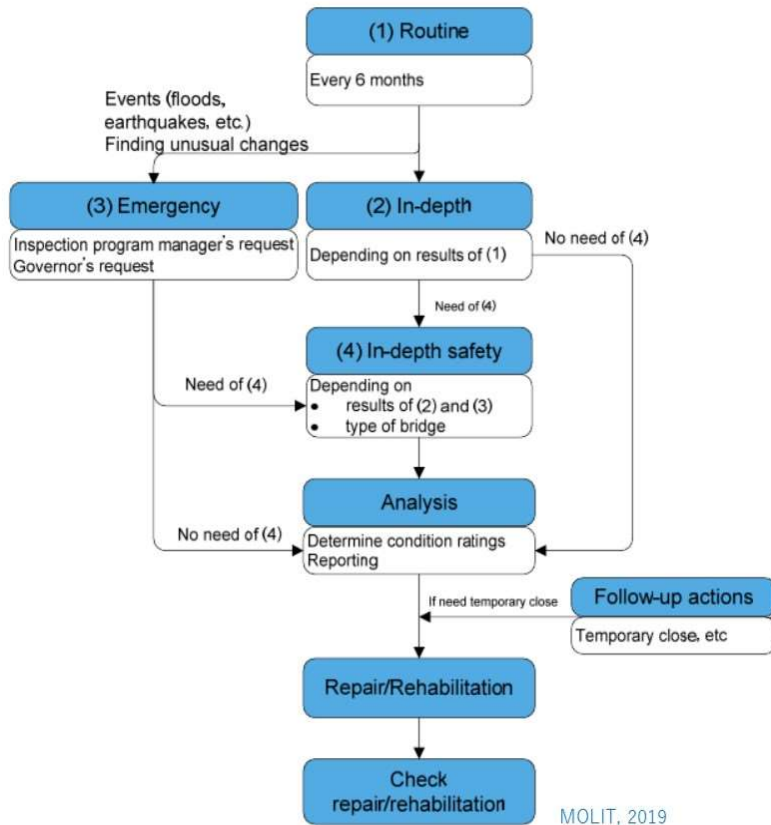 (1) Routine
Every 6 months
Events (floods,
earthquakes, etc.)
Finding unusual changes
(3) Emergency
Inspection program manager's request
Governor's request
(2) In-depth
Depending on results of (1)
No need of (4)
Need of (4)
(4) In-depth safety
Depending on
• results of (2) and (3)
• type of bridge
Need of (4)
Analysis
Determine condition ratings
Reporting
No need of (4)
If need temporary close
Follow-up actions
Temporary close, etc
Repair/Rehabilitation
Check
repair/rehabilitation
MOLIT, 2019